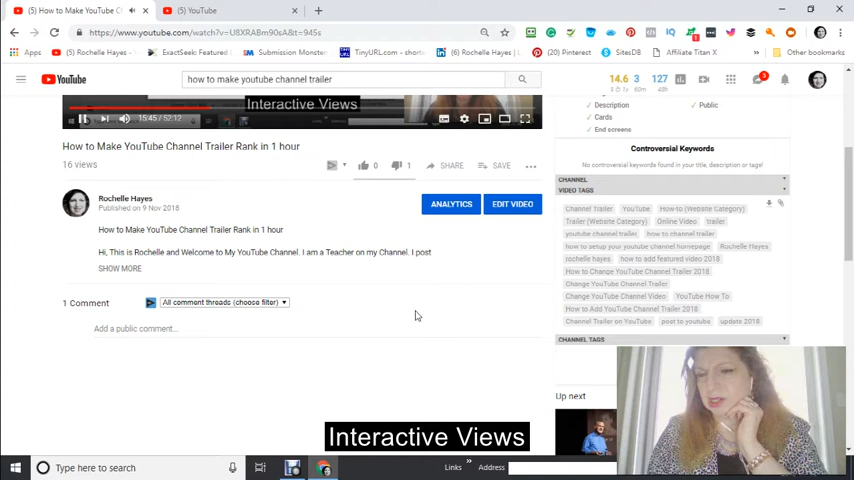 (5) How to Make YouTube C
(5) YouTube
https://www.youtube.com/watch?v=U8XRABm90sA&t=945s
Apps
(5) Rochelle Hayes -
ExactSeek: Featured
Submission Monster
TinyURL.com - shorte
(6) Rochelle Hayes |
(20) Pinterest
SitesDB
Affiliate Titan X
Other bookmarks
YouTube
how to make youtube channel trailer
14.6 3 127
Interactive Views
15:45 / 52:12
How to Make YouTube Channel Trailer Rank in 1 hour
16 views
0
1
SHARE
SAVE
Rochelle Hayes
Published on 9 Nov 2018
ANALYTICS
EDIT VIDEO
How to Make YouTube Channel Trailer Rank in 1 hour
Hi, This is Rochelle and Welcome to My YouTube Channel. I am a Teacher on my Channel. I post
SHOW MORE
1 Comment
All comment threads (choose filter)
Add a public comment...
Description
Public
Cards
End screens
Controversial Keywords
No controversial keywords found in your title, description or tags!
CHANNEL
VIDEO TAGS
Channel Trailer
YouTube
How-to (Website Category)
Trailer (Website Category)
Online Video
trailer
youtube channel trailer
how to channel trailer
how to setup your youtube channel homepage
Rochelle Hayes
rochelle hayes
how to add featured video 2018
How to Change YouTube Channel Trailer 2018
Change YouTube Channel Trailer
Change YouTube Channel Video
YouTube How To
How to Add YouTube Channel Trailer 2018
Channel Trailer on YouTube
post to youtube
update 2018
CHANNEL TAGS
Up next
Interactive Views
Type here to search
Links
Address